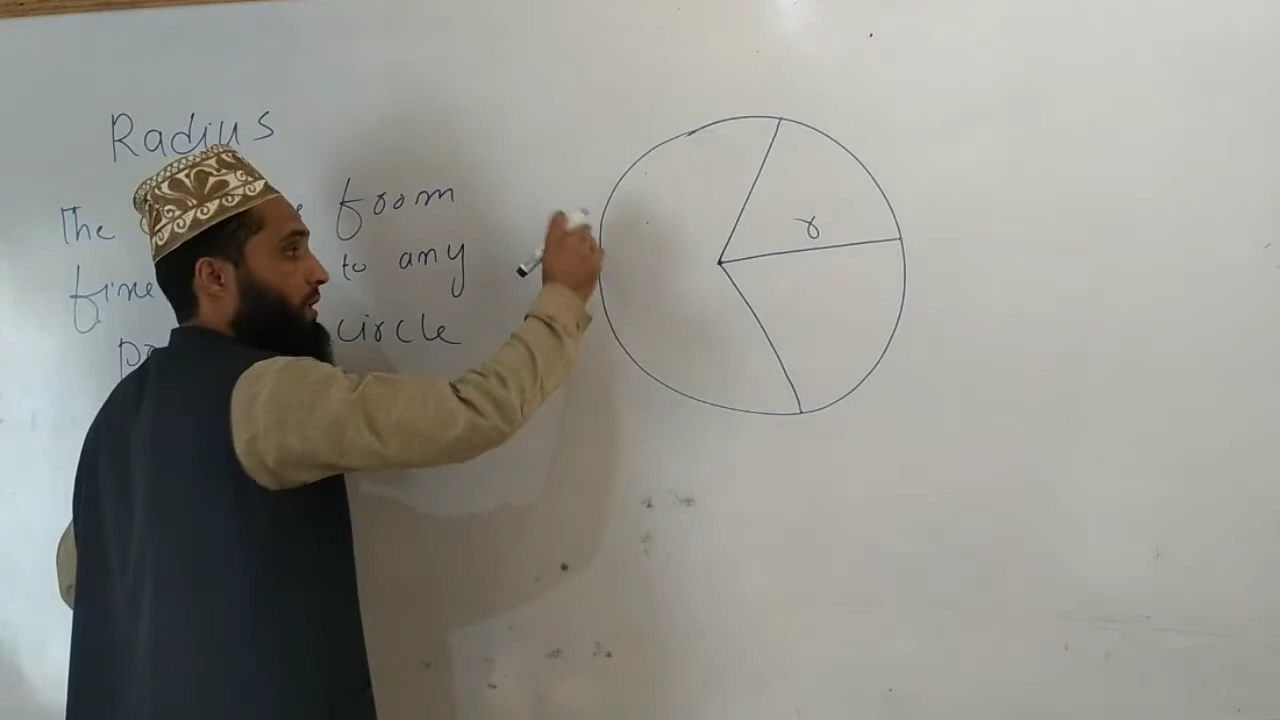 Radius
The from
fine to any
circle
r